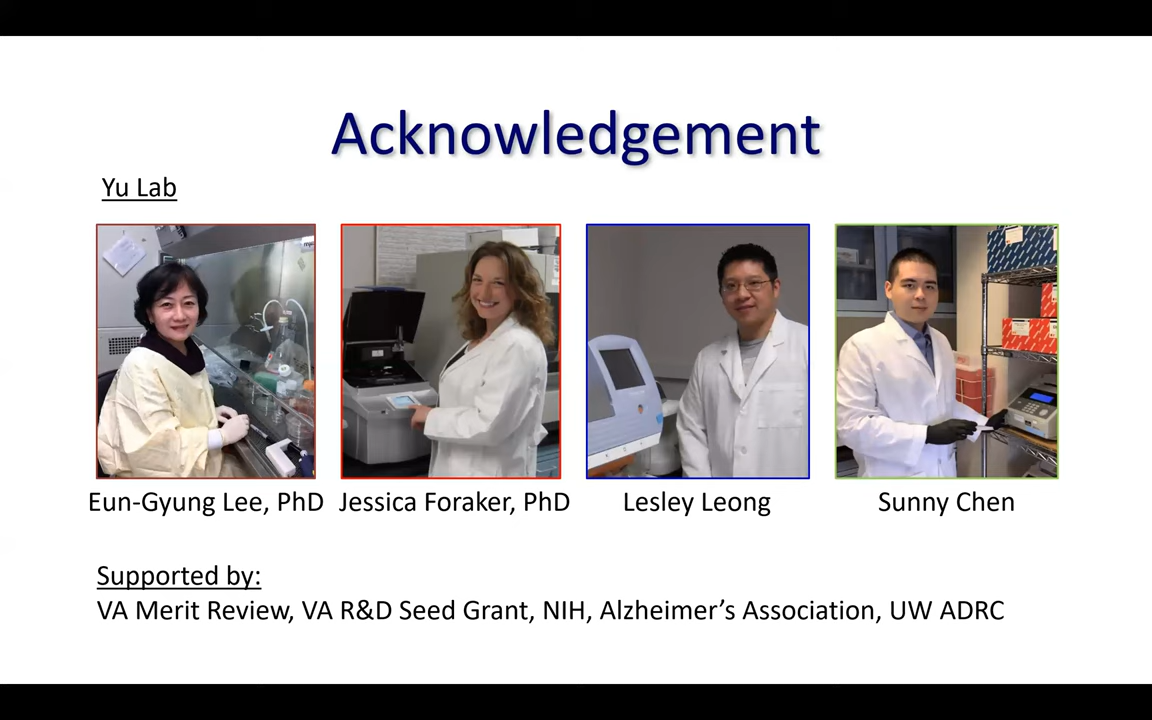 Acknowledgement
Yu Lab
Eun-Gyung Lee, PhD
Jessica Foraker, PhD
Lesley Leong
Sunny Chen
Supported by:
VA Merit Review, VA R&D Seed Grant, NIH, Alzheimer’s Association, UW ADRC